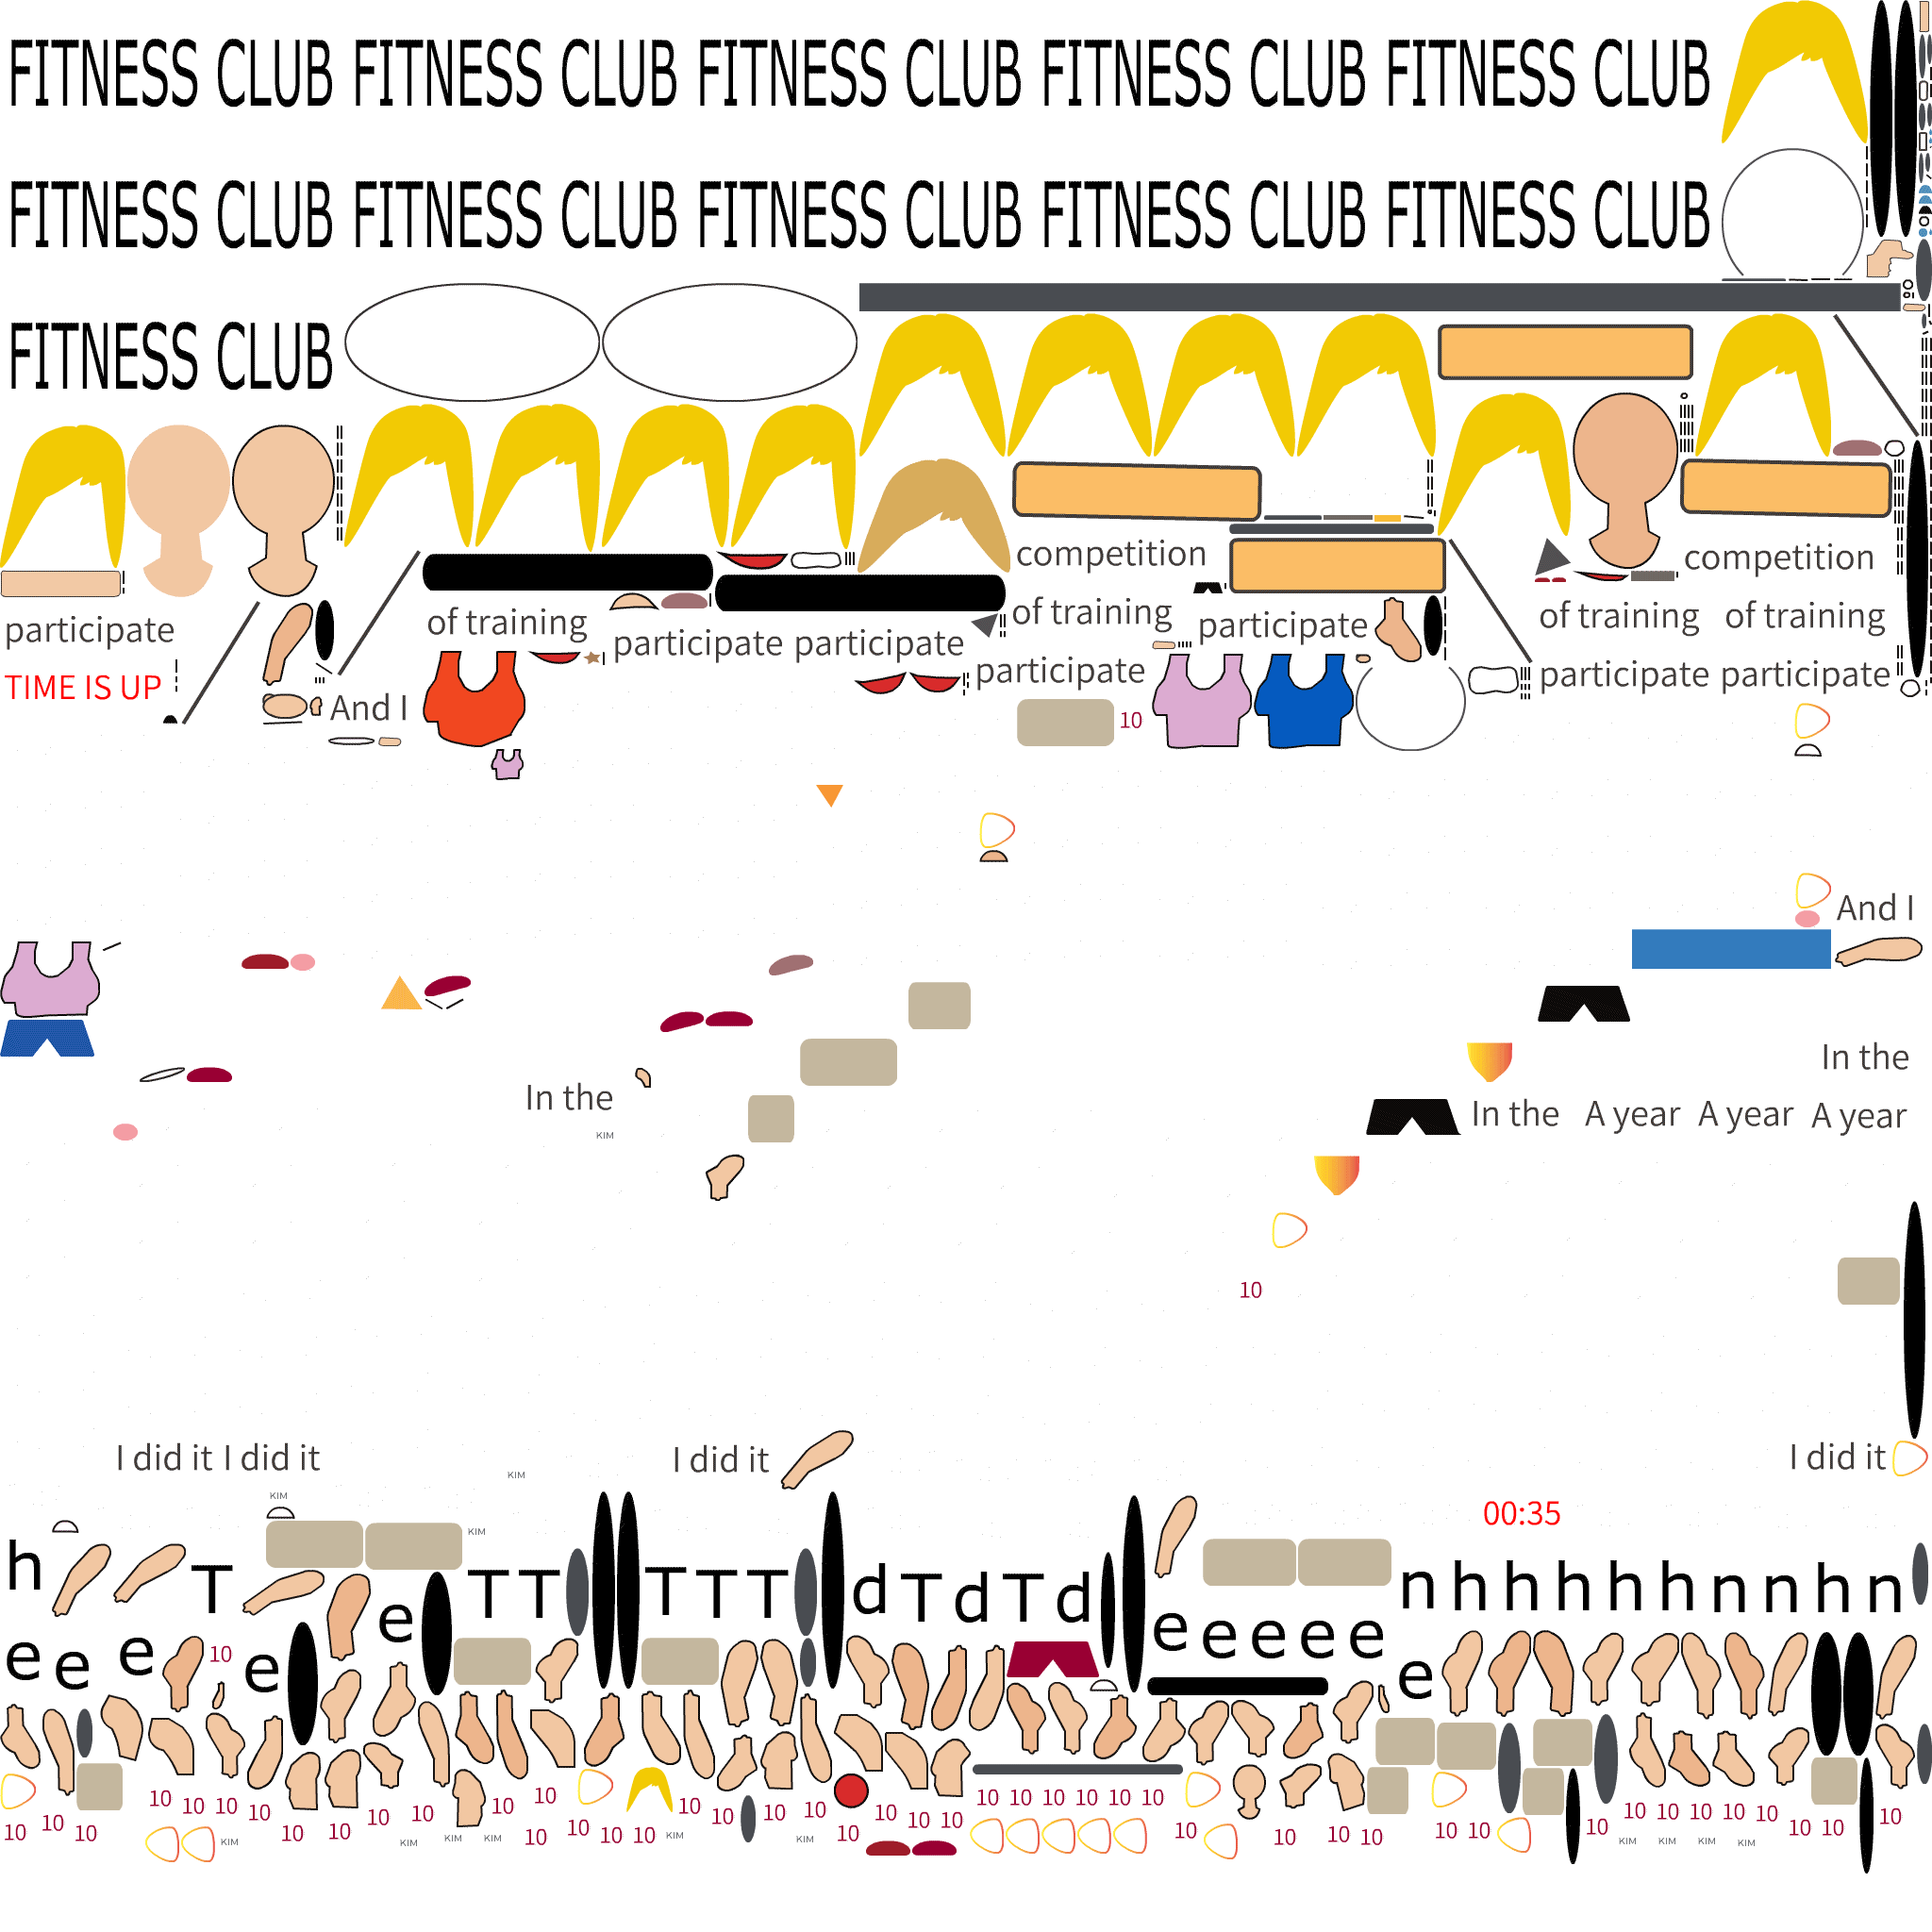 FITNESS CLUB FITNESS CLUB FITNESS CLUB FITNESS CLUB FITNESS CLUB
FITNESS CLUB FITNESS CLUB FITNESS CLUB FITNESS CLUB FITNESS CLUB
FITNESS CLUB
competition
competition
of training
of training
of training of training
participate
participate participate
participate
participate
participate participate
TIME IS UP
And I
10
And I
In the
In the
In the A year A year A year
KIM
10
I did it I did it
I did it
I did it
KIM
KIM
00:35
KIM
h
T
e
T T
T T T
d T d T d
e e e e e
n h h h h h n n h n
e e e
10
e
e
10 10 10 10 10 10
10
10 10 10 10
10 10
10 10
10 10
10
10 10 10 10
10 10 10 10
10 10 10
10
10 10 10
10 10
10 10 10 10 10 10
10 10
10
KIM
KIM KIM KIM
KIM
KIM
KIM KIM KIM KIM